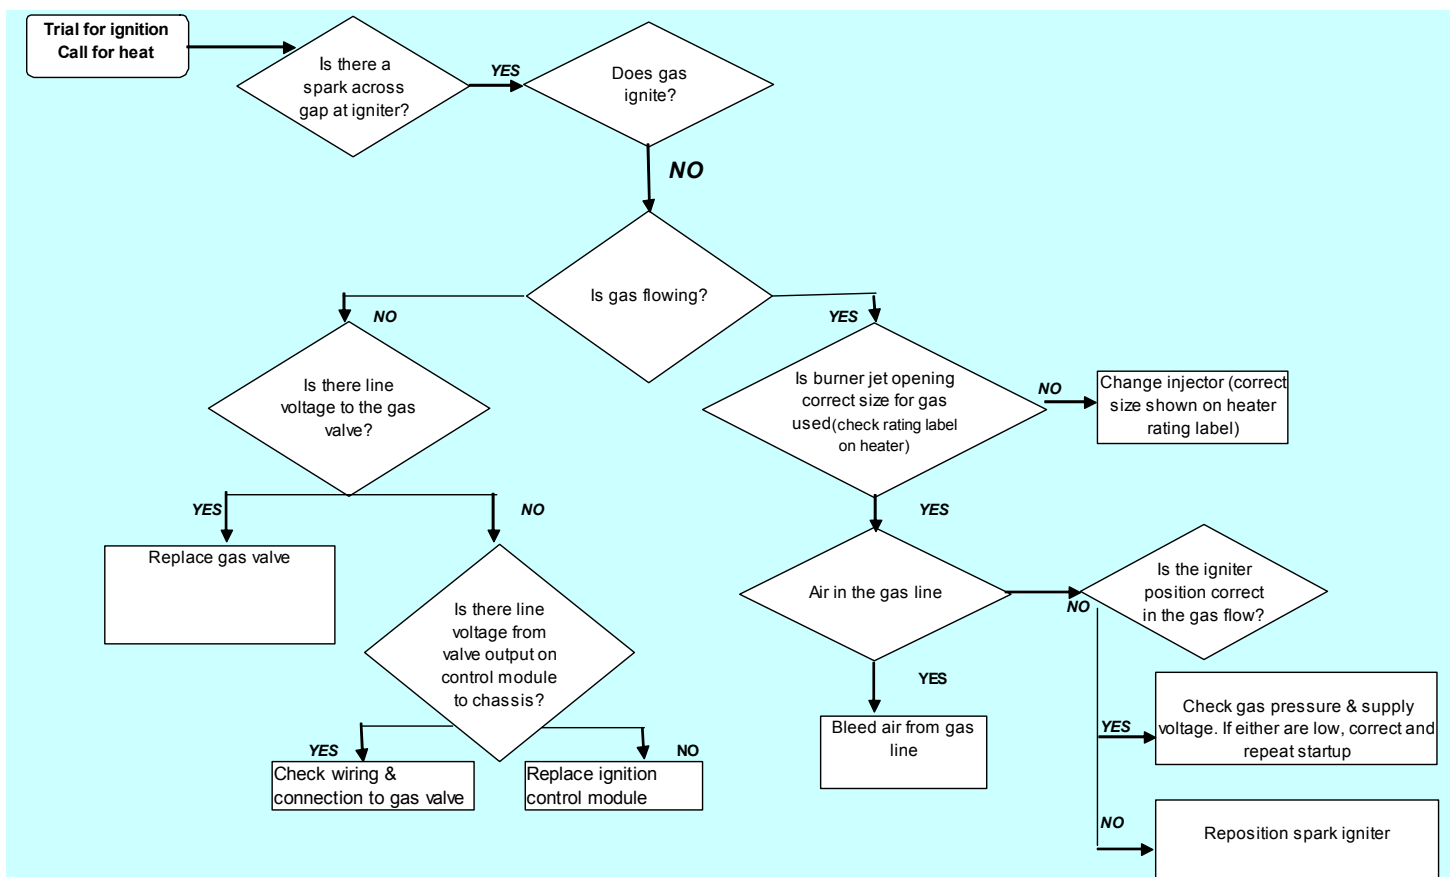 Trial for ignition
Call for heat
Is there a
spark across
gap at igniter?
YES
Does gas
ignite?
NO
Is gas flowing?
NO
YES
Is there line
voltage to the gas
valve?
Is burner jet opening
correct size for gas
used(check rating label
on heater)
NO
Change injector (correct
size shown on heater
rating label)
YES
NO
YES
Replace gas valve
Is there line
voltage from
valve output on
control module
to chassis?
Air in the gas line
NO
Is the igniter
position correct
in the gas flow?
YES
Bleed air from gas
line
YES
Check gas pressure & supply
voltage. If either are low, correct and
repeat startup
YES
NO
Check wiring &
connection to gas valve
Replace ignition
control module
NO
Reposition spark igniter